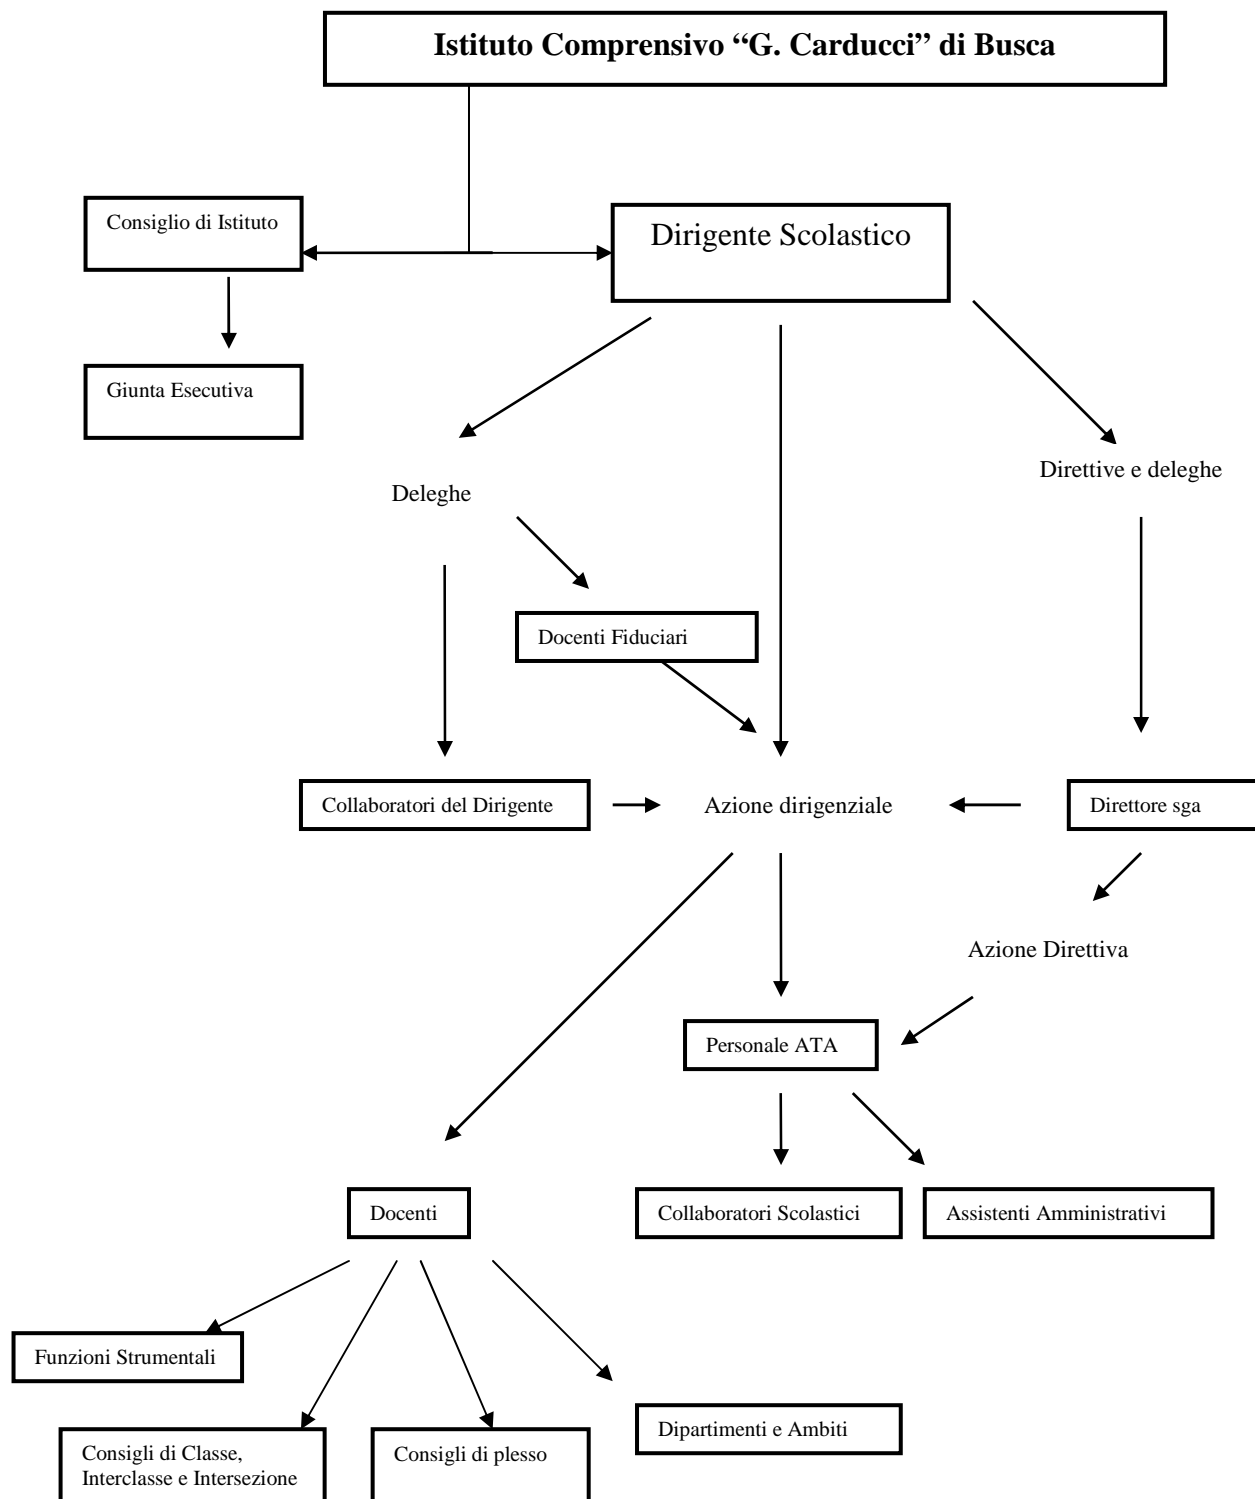 Istituto Comprensivo “G. Carducci” di Busca
Consiglio di Istituto
Dirigente Scolastico
Giunta Esecutiva
Deleghe
Direttive e deleghe
Docenti Fiduciari
Collaboratori del Dirigente
Azione dirigenziale
Direttore sga
Azione Direttiva
Personale ATA
Docenti
Collaboratori Scolastici
Assistenti Amministrativi
Funzioni Strumentali
Dipartimenti e Ambiti
Consigli di Classe,
Interclasse e Intersezione
Consigli di plesso